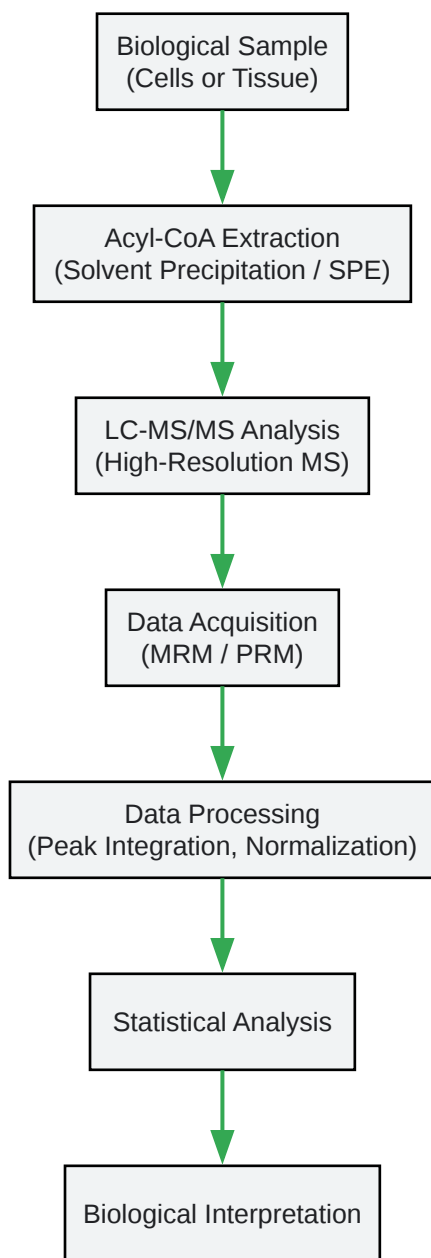 Biological Sample
(Cells or Tissue)
Acyl-CoA Extraction
(Solvent Precipitation / SPE)
LC-MS/MS Analysis
(High-Resolution MS)
Data Acquisition
(MRM / PRM)
Data Processing
(Peak Integration, Normalization)
Statistical Analysis
Biological Interpretation